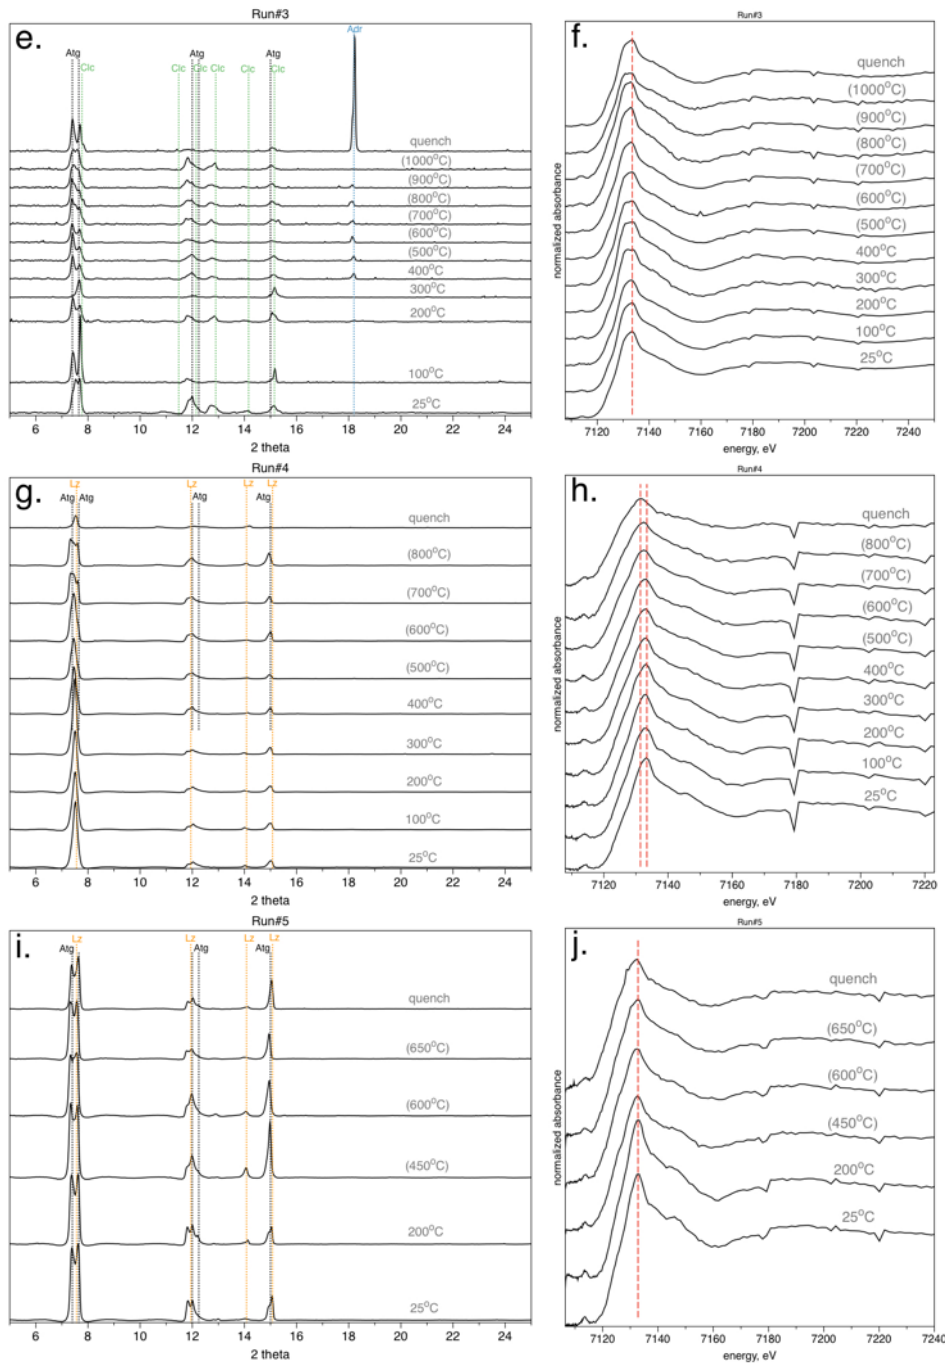 Run#3
e.
Adr
Atg Atg Atg
Clc Clc Clc Clc Clc Clc
quench
(1000°C)
(900°C)
(800°C)
(700°C)
(600°C)
(500°C)
400°C
300°C
200°C
100°C
25°C
6 8 10 12 14 16 18 20 22 24
2 theta
Run#3
f.
quench
(1000°C)
(900°C)
(800°C)
(700°C)
(600°C)
(500°C)
400°C
300°C
200°C
100°C
25°C
normalized absorbance
7120 7140 7160 7180 7200 7220 7240
energy, eV
Run#4
g.
Lz Lz Lz Lz
Atg Atg Atg Atg
quench
(800°C)
(700°C)
(600°C)
(500°C)
400°C
300°C
200°C
100°C
25°C
6 8 10 12 14 16 18 20 22 24
2 theta
Run#4
h.
quench
(800°C)
(700°C)
(600°C)
(500°C)
400°C
300°C
200°C
100°C
25°C
normalized absorbance
7120 7140 7160 7180 7200 7220
energy, eV
Run#5
i.
Lz Lz Lz Lz
Atg Atg Atg
quench
(650°C)
(600°C)
(450°C)
200°C
25°C
6 8 10 12 14 16 18 20 22 24
2 theta
Run#5
j.
quench
(650°C)
(600°C)
(450°C)
200°C
25°C
normalized absorbance
7120 7140 7160 7180 7200 7220 7240
energy, eV